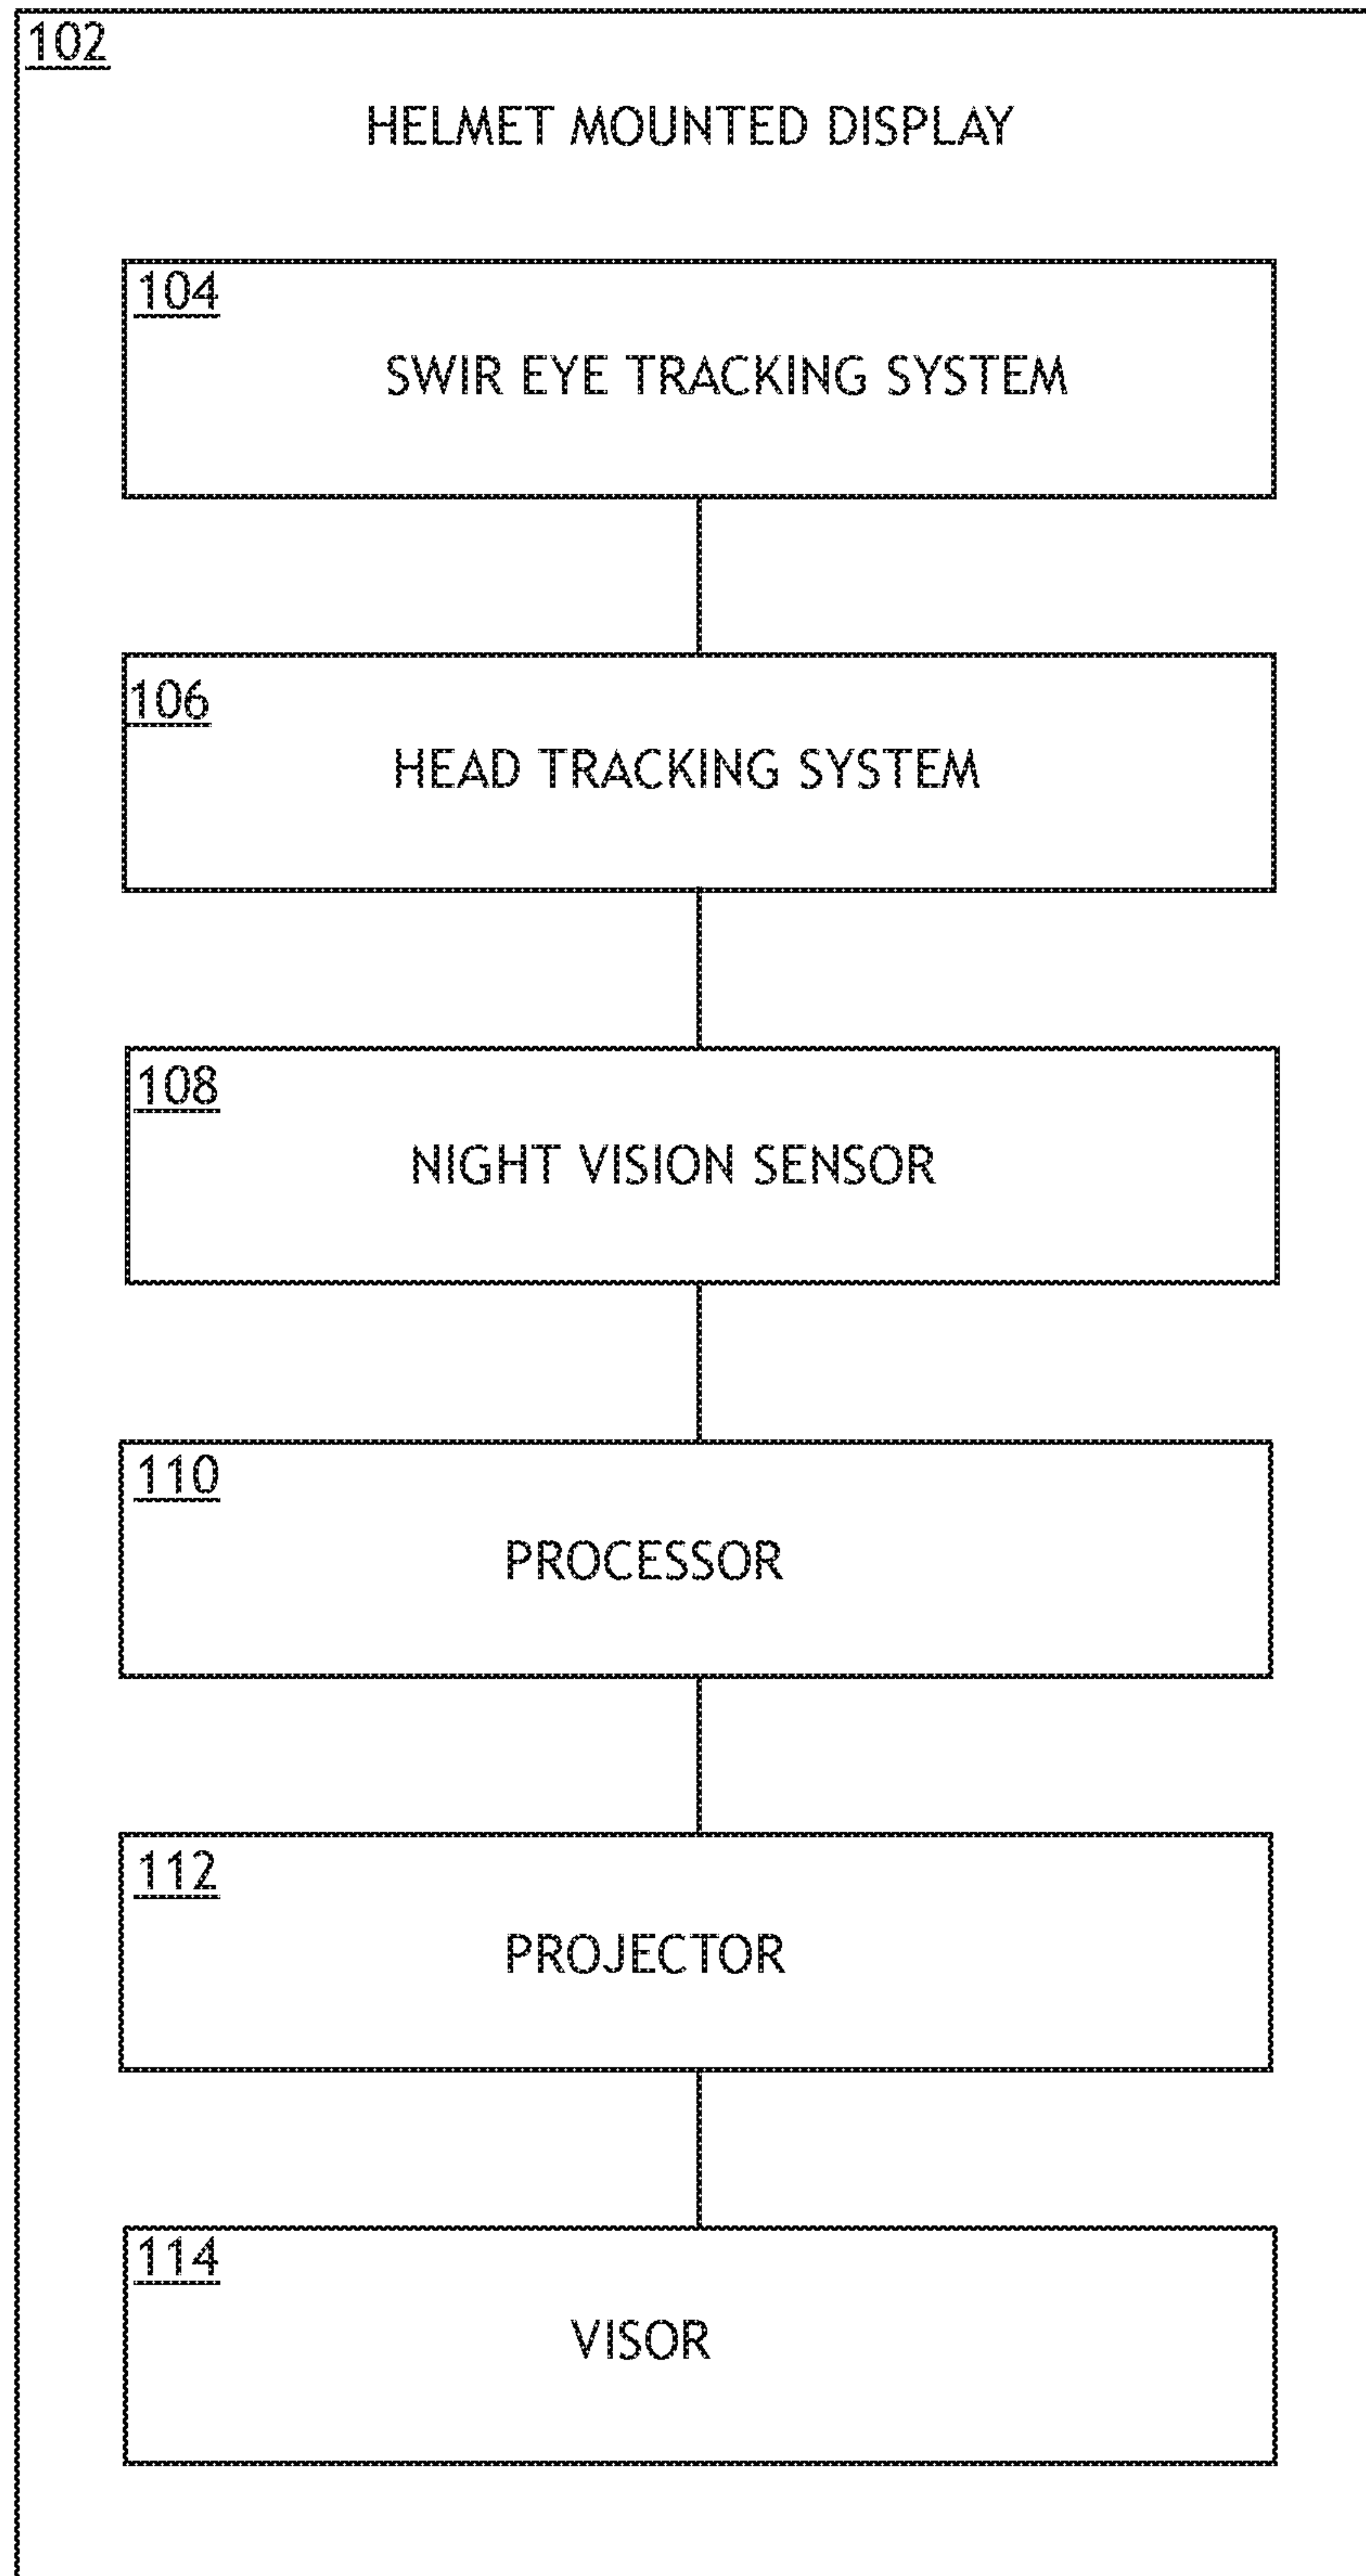 102
HELMET MOUNTED DISPLAY
104
SWIR EYE TRACKING SYSTEM
106
HEAD TRACKING SYSTEM
108
NIGHT VISION SENSOR
110
PROCESSOR
112
PROJECTOR
114
VISOR